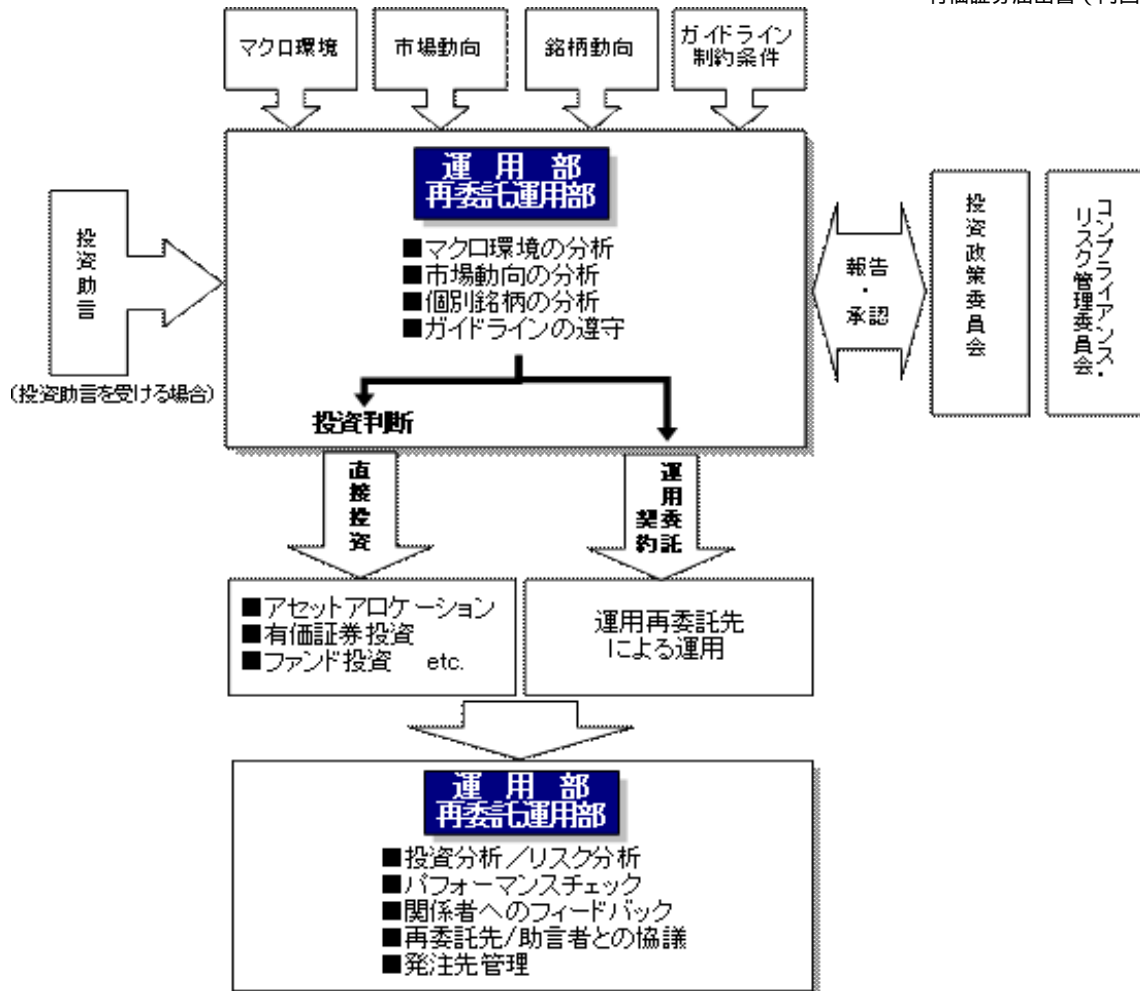 マクロ環境
市場動向
銘柄動向
ガイドライン
制約条件
運用部
再委託運用部
■マクロ環境の分析
■市場動向の分析
■個別銘柄の分析
■ガイドラインの遵守
投資助言
(投資助言を受ける場合)
報告
・
承認
投資政策委員会
コンプライアンス・
リスク管理委員会
投資判断
直接投資
運用委託
契約
■アセットアロケーション
■有価証券投資
■ファンド投資 etc.
運用再委託先
による運用
運用部
再委託運用部
■投資分析/リスク分析
■パフォーマンスチェック
■関係者へのフィードバック
■再委託先/助言者との協議
■発注先管理